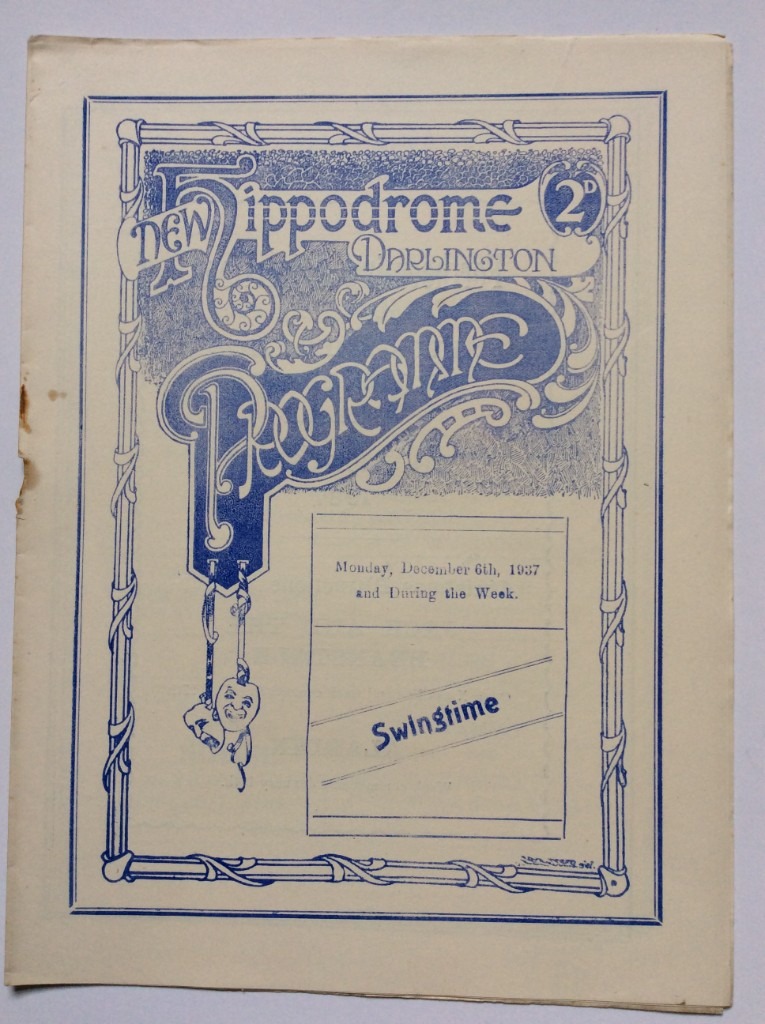 New Hippodrome 2D
Darlington
Programme
Monday, December 6th, 1937
and During the Week.
Swingtime